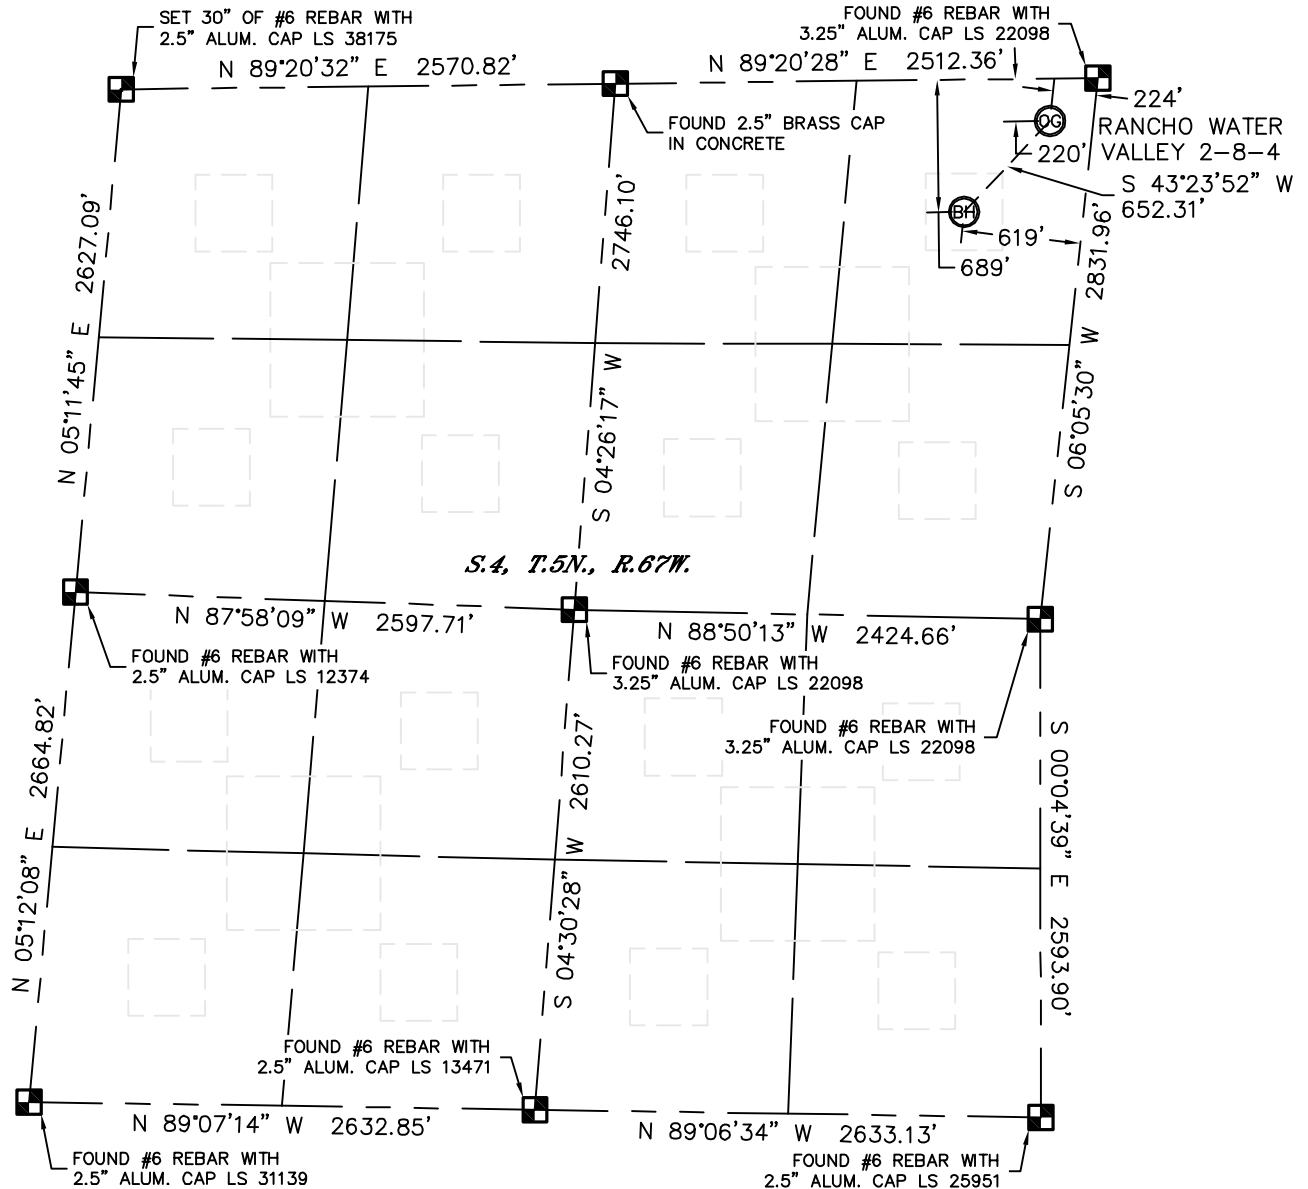 SET 30" OF #6 REBAR WITH
2.5" ALUM. CAP LS 38175
FOUND #6 REBAR WITH
3.25" ALUM. CAP LS 22098
N 89°20'32" E 2570.82'
N 89°20'28" E 2512.36'
FOUND 2.5" BRASS CAP
IN CONCRETE
224'
OG
RANCHO WATER
VALLEY 2-8-4
220'
S 43°23'52" W
652.31'
BH
619'
689'
N 05°11'45" E 2627.09'
2746.10'
S 04°26'17" W
2831.96'
S 06°05'30" W
S.4, T.5N., R.67W.
N 87°58'09" W 2597.71'
N 88°50'13" W 2424.66'
FOUND #6 REBAR WITH
2.5" ALUM. CAP LS 12374
FOUND #6 REBAR WITH
3.25" ALUM. CAP LS 22098
FOUND #6 REBAR WITH
3.25" ALUM. CAP LS 22098
N 05°12'08" E 2664.82'
S 04°30'28" W 2610.27'
S 00°04'39" E 2593.90'
FOUND #6 REBAR WITH
2.5" ALUM. CAP LS 13471
N 89°07'14" W 2632.85'
N 89°06'34" W 2633.13'
FOUND #6 REBAR WITH
2.5" ALUM. CAP LS 31139
FOUND #6 REBAR WITH
2.5" ALUM. CAP LS 25951